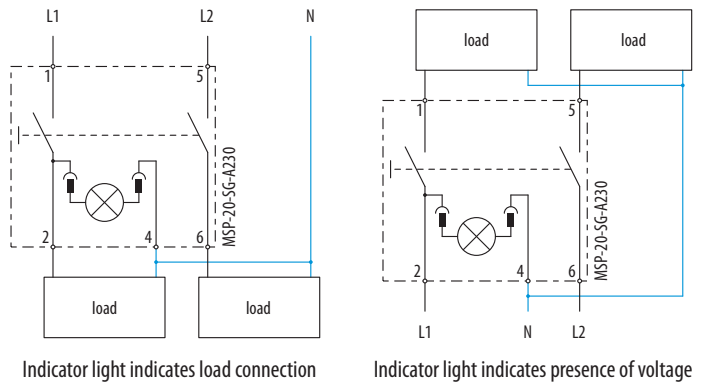 L1 L2 N
1 5
MSP-20-SG-A230
2 4 6
load load
Indicator light indicates load connection
load load
1 5
MSP-20-SG-A230
2 4 6
L1 N L2
Indicator light indicates presence of voltage